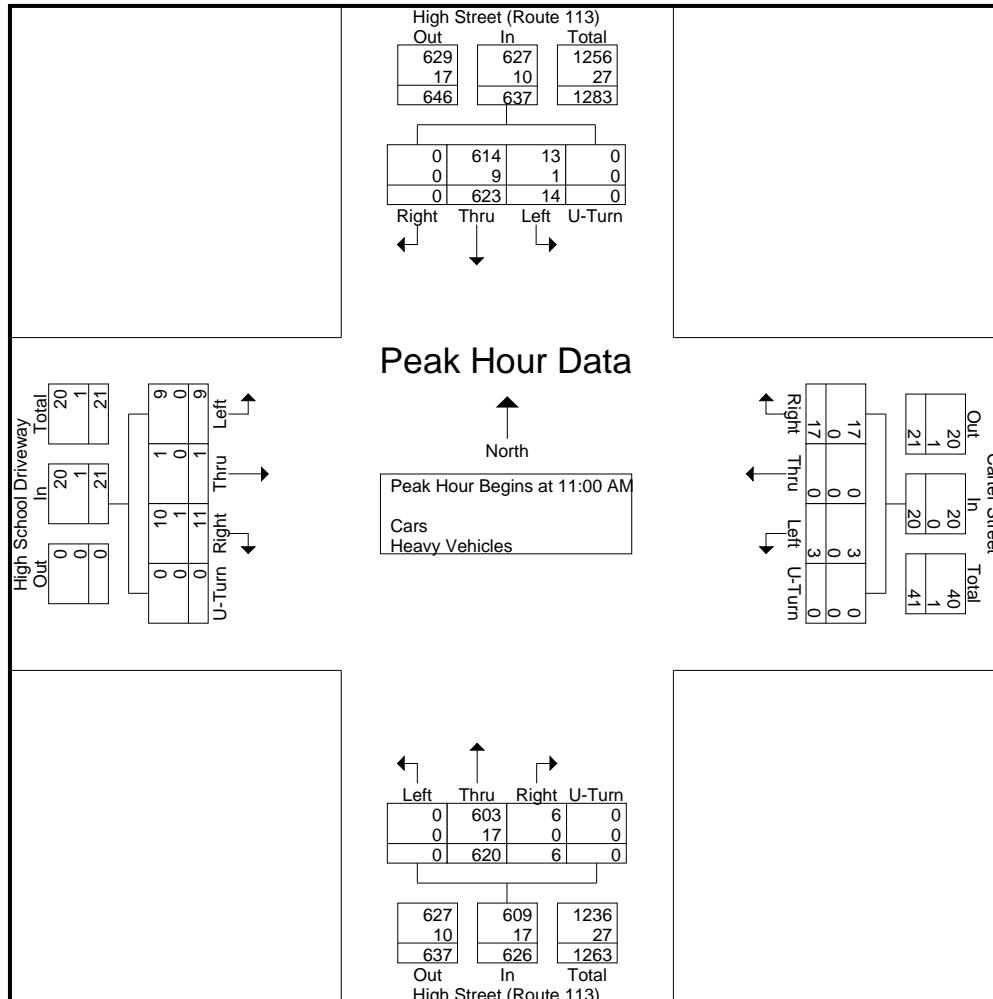 High Street (Route 113)
Out In Total
629 627 1256
17 10 27
646 637 1283
0 614 13 0
0 9 1 0
0 623 14 0
Right Thru Left U-Turn
Peak Hour Data
North
Peak Hour Begins at 11:00 AM
Cars
Heavy Vehicles
High School Driveway
Total In Out
20 20 0
1 1 0
21 21 0
9 1 10 0
0 0 1 0
9 1 11 0
Left Thru Right U-Turn
Right Thru Left U-Turn
17 0 3 0
0 0 0 0
17 0 3 0
Out In Total
20 20 40
1 0 1
21 20 41
Carter Street
Left Thru Right U-Turn
0 603 6 0
0 17 0 0
0 620 6 0
627 609 1236
10 17 27
637 626 1263
Out In Total
High Street (Route 113)